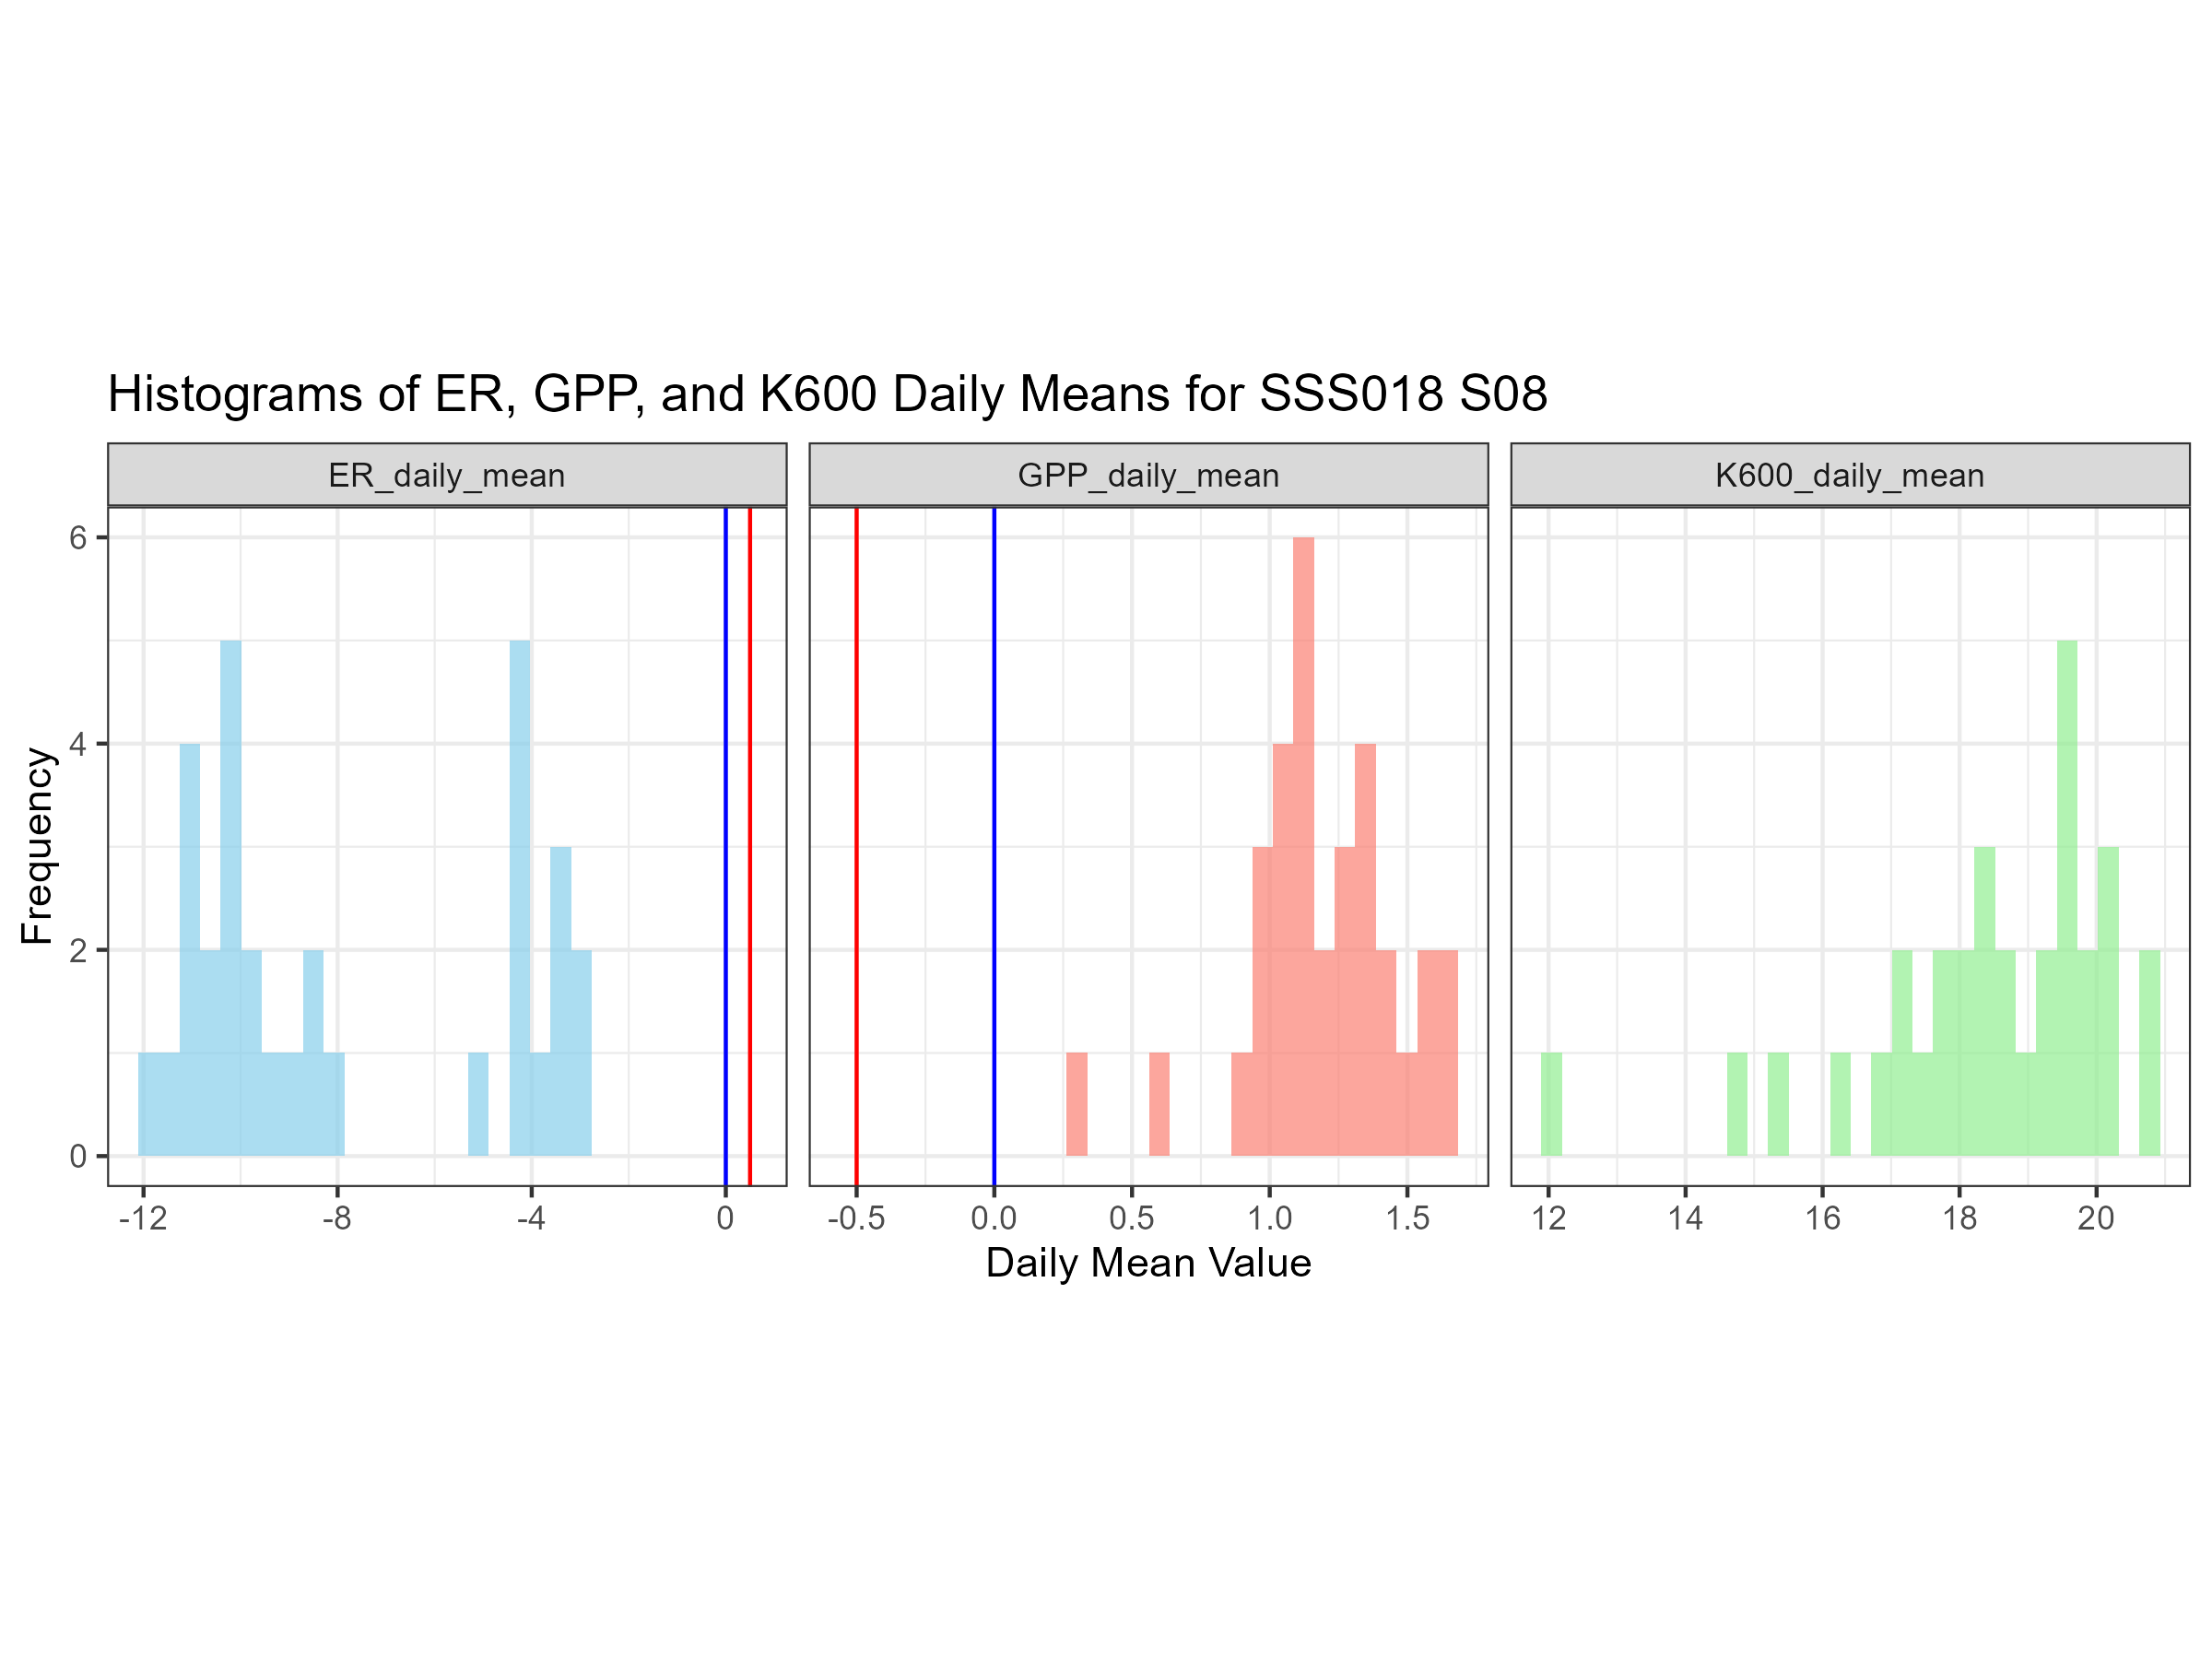 Histograms of ER, GPP, and K600 Daily Means for SSS018 S08
ER_daily_mean GPP_daily_mean K600_daily_mean
6
4
2
0
Frequency
-12 -8 -4 0 -0.5 0.0 0.5 1.0 1.5 12 14 16 18 20
Daily Mean Value